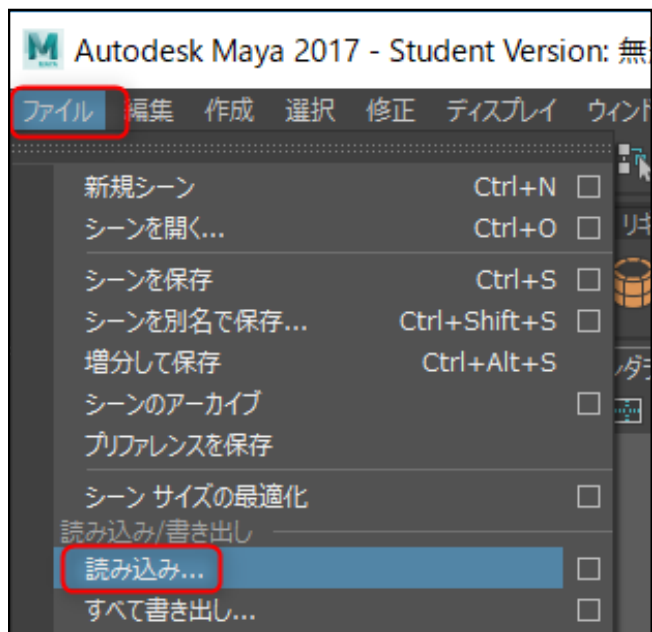 Autodesk Maya 2017 - Student Version: 無
ファイル 編集 作成 選択 修正 ディスプレイ ウィンド
新規シーン Ctrl+N
シーンを開く... Ctrl+O
リキ
シーンを保存 Ctrl+S
シーンを別名で保存... Ctrl+Shift+S
増分して保存 Ctrl+Alt+S
シーンのアーカイブ
プリファレンスを保存
シーン サイズの最適化
読み込み/書き出し
読み込み...
すべて書き出し...